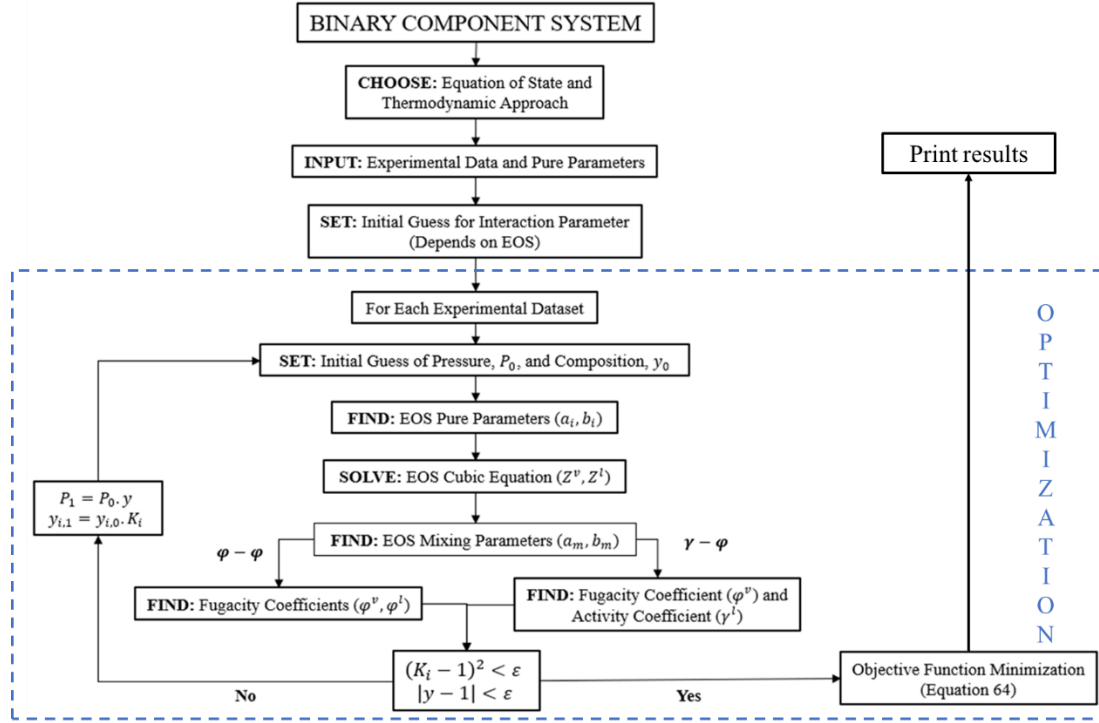 BINARY COMPONENT SYSTEM
CHOOSE: Equation of State and
Thermodynamic Approach
INPUT: Experimental Data and Pure Parameters
Print results
SET: Initial Guess for Interaction Parameter
(Depends on EOS)
For Each Experimental Dataset
SET: Initial Guess of Pressure, P₀, and Composition, y₀
FIND: EOS Pure Parameters (aᵢ, bᵢ)
SOLVE: EOS Cubic Equation (Zᵛ, Zˡ)
P₁ = P₀. y
yᵢ,₁ = yᵢ,₀. Kᵢ
FIND: EOS Mixing Parameters (aₘ, bₘ)
φ − φ
γ − φ
FIND: Fugacity Coefficients (φᵛ, φˡ)
FIND: Fugacity Coefficient (φᵛ) and
Activity Coefficient (γˡ)
(Kᵢ − 1)² < ε
|y − 1| < ε
No
Yes
Objective Function Minimization
(Equation 64)
O
P
T
I
M
I
Z
A
T
I
O
N